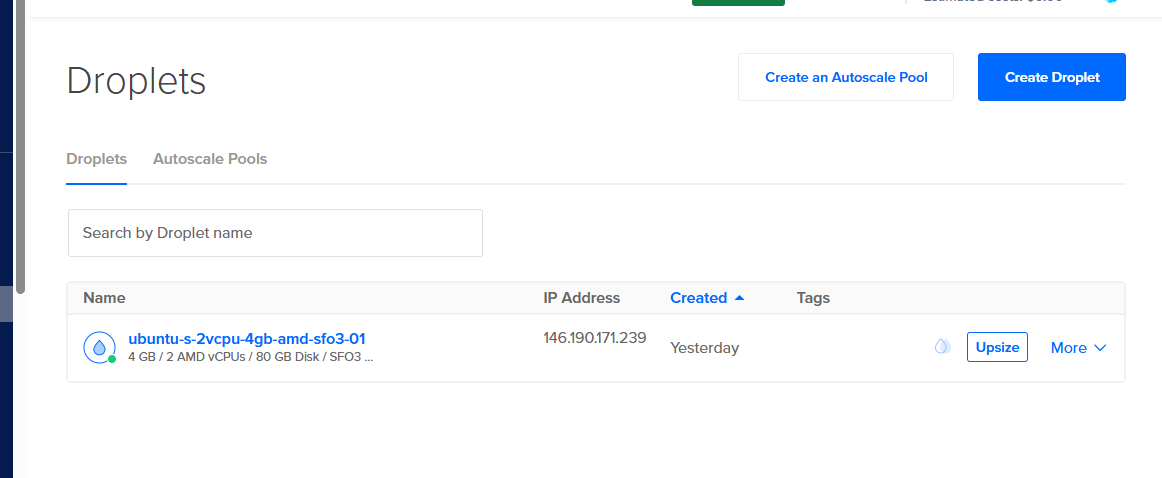 Droplets
Create an Autoscale Pool
Create Droplet
Droplets
Autoscale Pools
Search by Droplet name
Name
IP Address
Created
Tags
ubuntu-s-2vcpu-4gb-amd-sfo3-01
4 GB / 2 AMD vCPUs / 80 GB Disk / SFO3 ...
146.190.171.239
Yesterday
Upsize
More